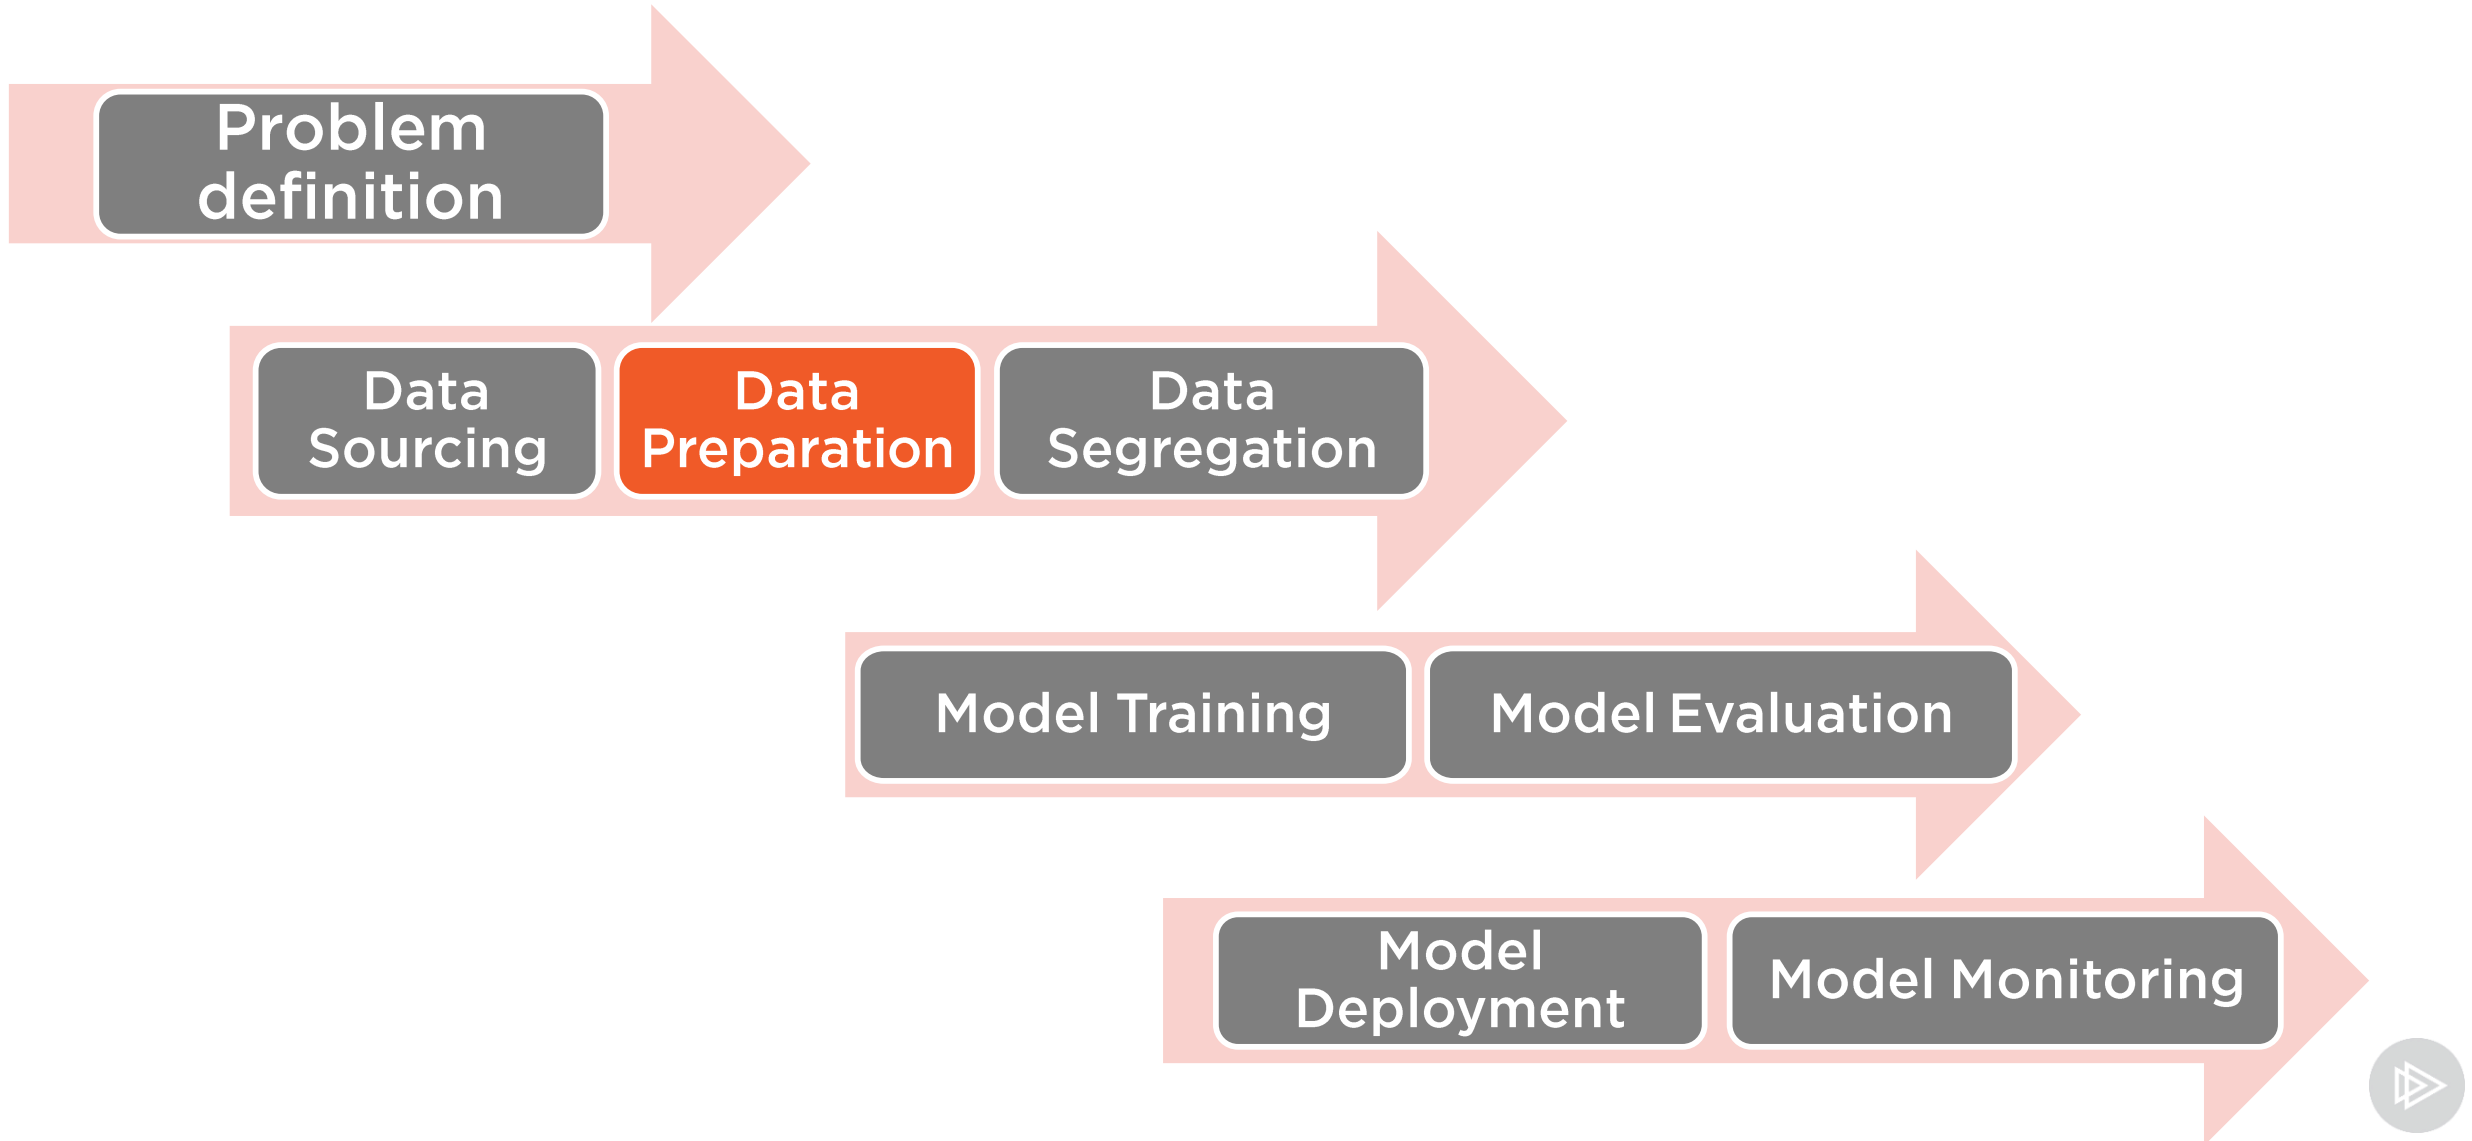 Problem
definition
Data
Sourcing
Data
Preparation
Data
Segregation
Model Training
Model Evaluation
Model
Deployment
Model Monitoring